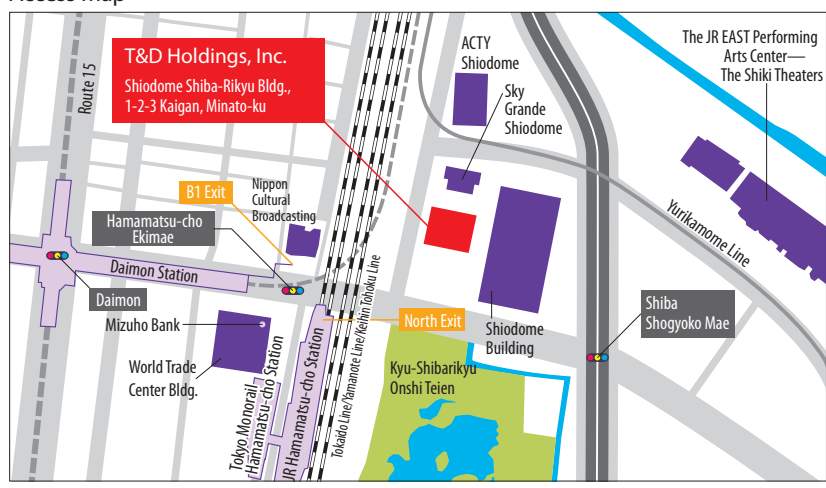 Access Map
T&D Holdings, Inc.
Shiodome Shiba-Rikyu Bldg.,
1-2-3 Kaigan, Minato-ku
Route 15
ACTY
Shiodome
Sky
Grande
Shiodome
The JR EAST Performing
Arts Center—
The Shiki Theaters
B1 Exit
Nippon
Cultural
Broadcasting
Hamamatsu-cho
Ekimae
Yurikamome Line
Daimon Station
Daimon
Mizuho Bank
World Trade
Center Bldg.
North Exit
Shiodome
Building
Shiba
Shogyoko Mae
Kyu-Shibarikyu
Onshi Teien
Tokyo Monorail
Hamamatsu-cho Station
JR Hamamatsu-cho Station
Tokaido Line/Yamanote Line/Keihin Tohoku Line